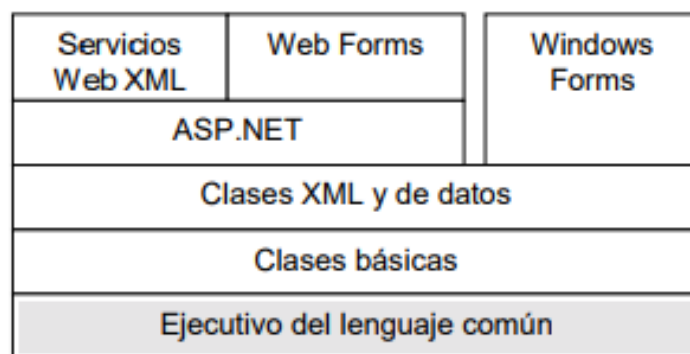 Servicios
Web XML
Web Forms
Windows
Forms
ASP.NET
Clases XML y de datos
Clases básicas
Ejecutivo del lenguaje común